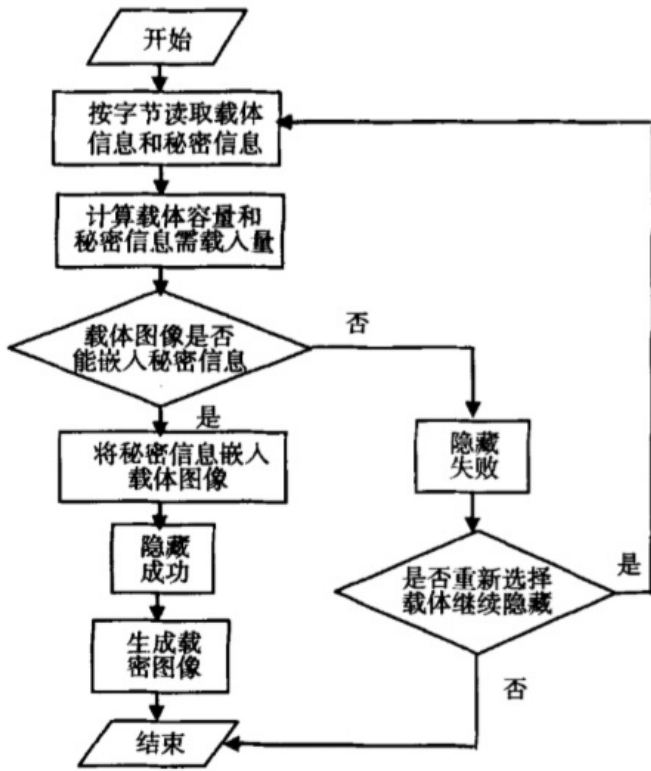 开始
按字节读取载体
信息和秘密信息
计算载体容量和
秘密信息需载入量
载体图像是否
能嵌入秘密信息
否
是
将秘密信息嵌入
载体图像
隐藏
失败
隐藏
成功
是否重新选择
载体继续隐藏
是
生成载
密图像
否
结束